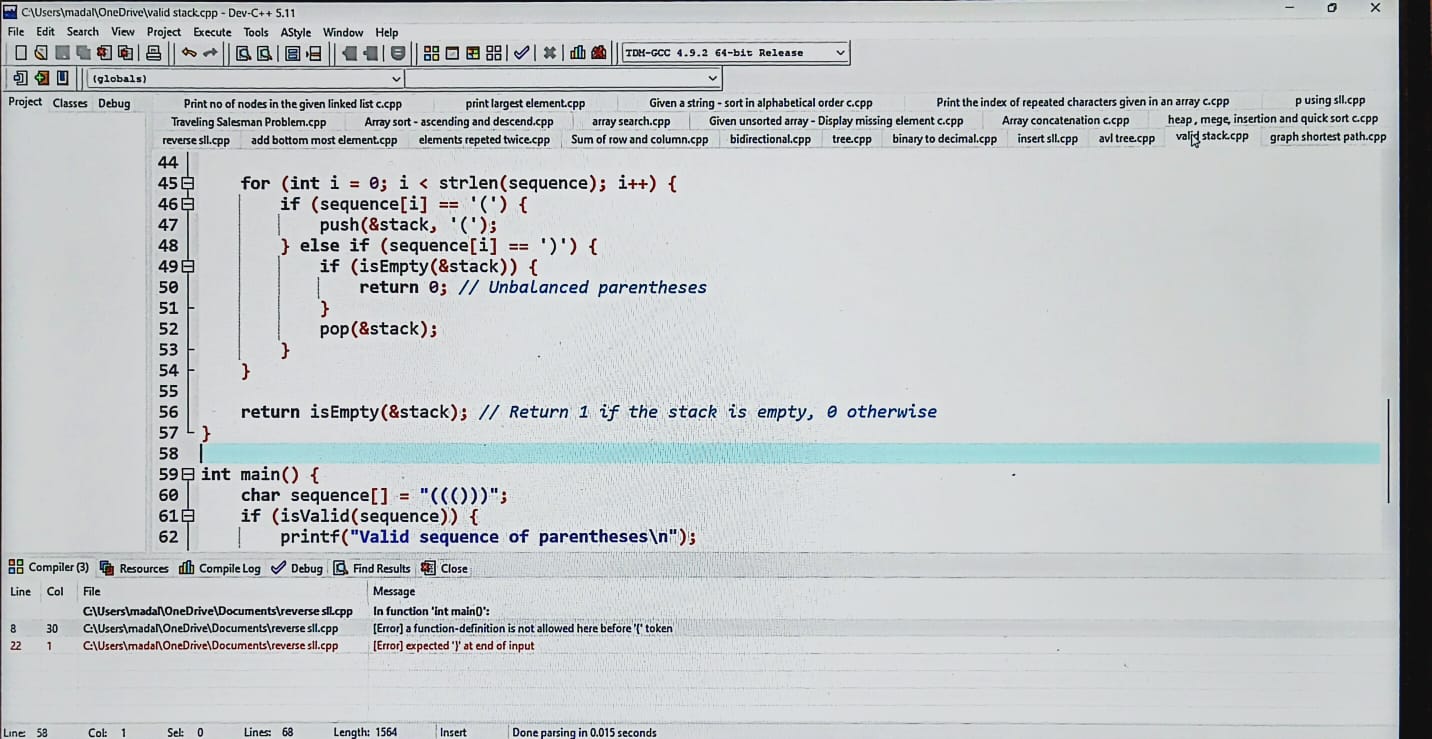 C:\Users\madal\OneDrive\valid stack.cpp - Dev-C++ 5.11
File Edit Search View Project Execute Tools AStyle Window Help
TDM-GCC 4.9.2 64-bit Release
(globals)
Project Classes Debug
Print no of nodes in the given linked list c.cpp print largest element.cpp Given a string - sort in alphabetical order c.cpp Print the index of repeated characters given in an array c.cpp p using sll.cpp
Traveling Salesman Problem.cpp Array sort - ascending and descend.cpp array search.cpp Given unsorted array - Display missing element c.cpp Array concatenation c.cpp heap , mege, insertion and quick sort c.cpp
reverse sll.cpp add bottom most element.cpp elements repeted twice.cpp Sum of row and column.cpp bidirectional.cpp tree.cpp binary to decimal.cpp insert sll.cpp avl tree.cpp valid stack.cpp graph shortest path.cpp
44
45 for (int i = 0; i < strlen(sequence); i++) {
46 if (sequence[i] == '(') {
47 push(&stack, '(');
48 } else if (sequence[i] == ')') {
49 if (isEmpty(&stack)) {
50 return 0; // Unbalanced parentheses
51 }
52 pop(&stack);
53 }
54 }
55
56 return isEmpty(&stack); // Return 1 if the stack is empty, 0 otherwise
57 }
58
59 int main() {
60 char sequence[] = "((()))";
61 if (isValid(sequence)) {
62 printf("Valid sequence of parentheses\n");
Compiler (3) Resources Compile Log Debug Find Results Close
Line Col File Message
C:\Users\madal\OneDrive\Documents\reverse sll.cpp In function 'int main()':
8 30 C:\Users\madal\OneDrive\Documents\reverse sll.cpp [Error] a function-definition is not allowed here before '{' token
22 1 C:\Users\madal\OneDrive\Documents\reverse sll.cpp [Error] expected '}' at end of input
Line: 58 Col: 1 Sel: 0 Lines: 68 Length: 1564 Insert Done parsing in 0.015 seconds